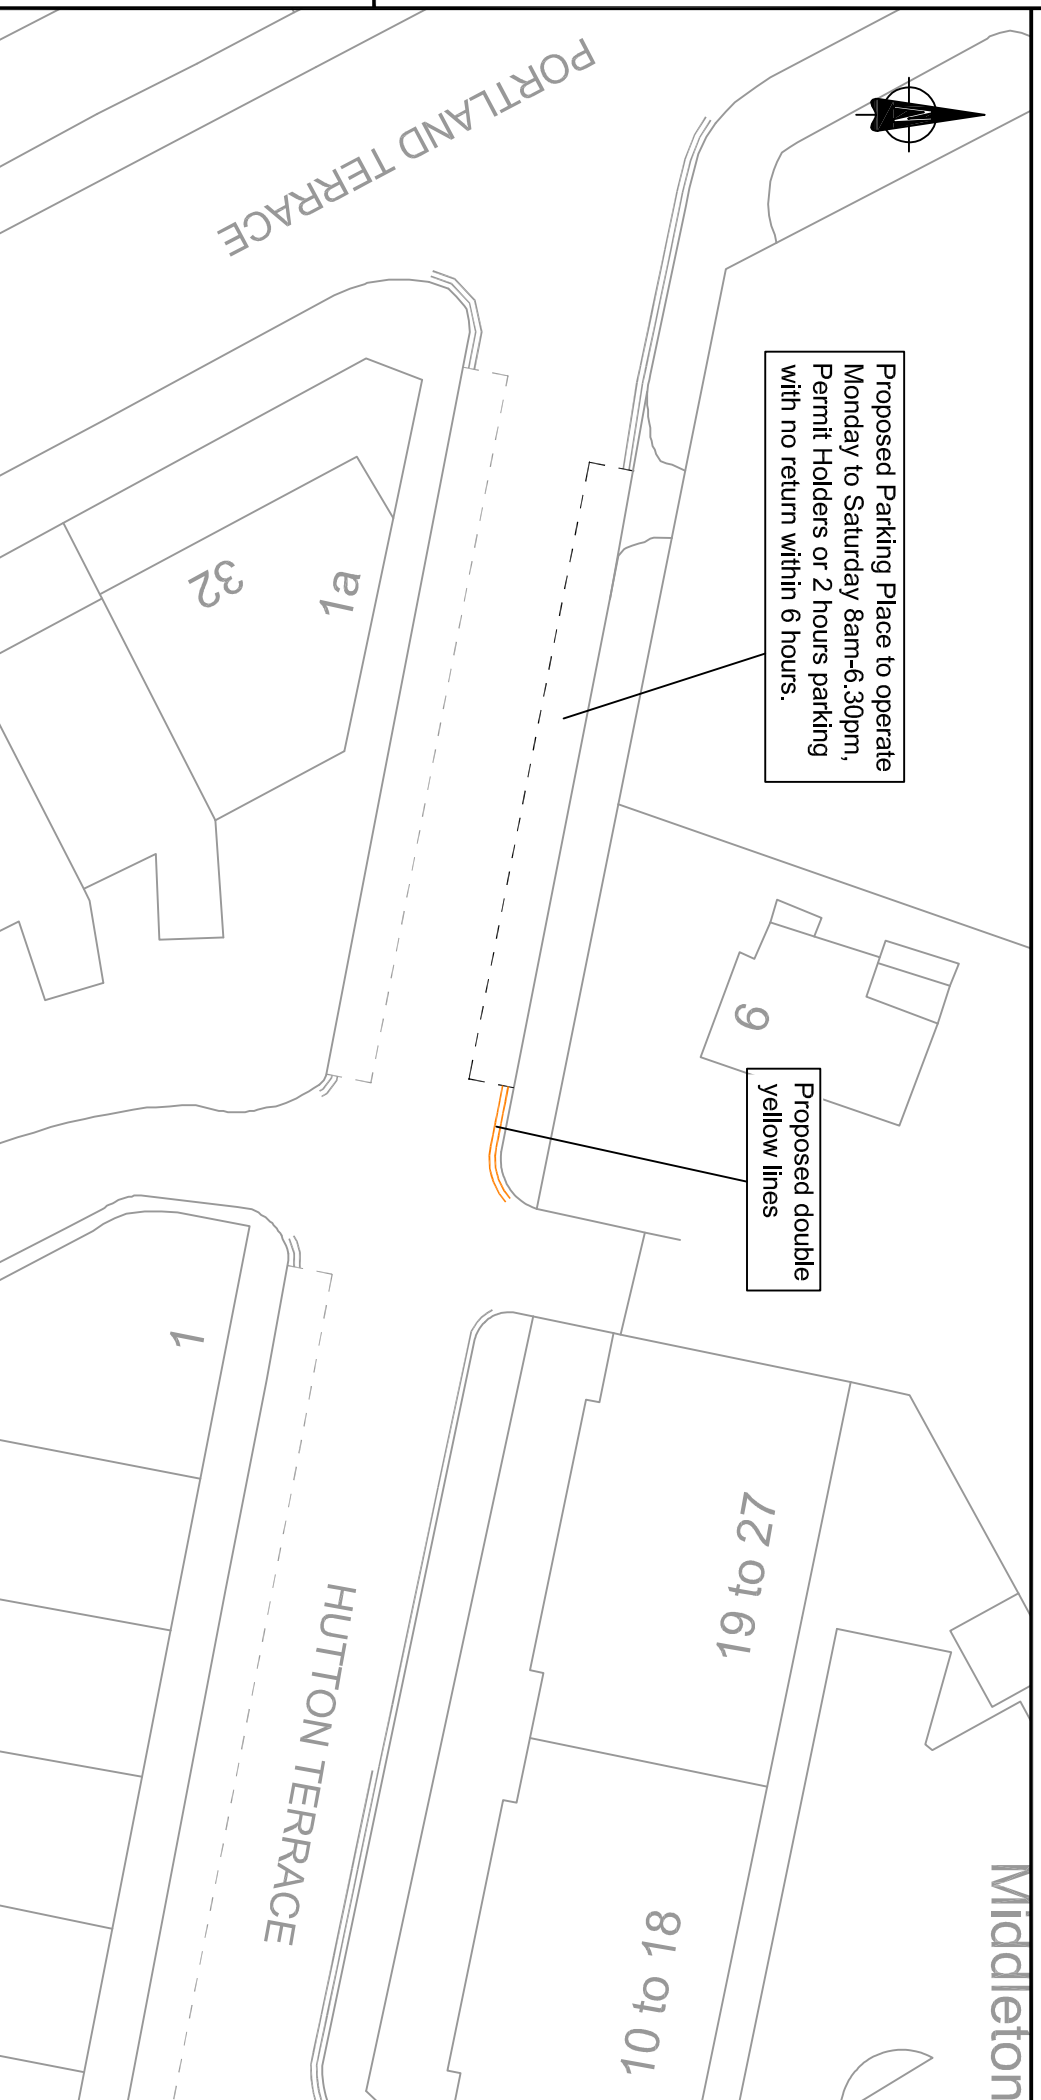 PORTLAND TERRACE
Proposed Parking Place to operate
Monday to Saturday 8am-6.30pm,
Permit Holders or 2 hours parking
with no return within 6 hours.
32
1a
6
Proposed double
yellow lines
1
19 to 27
HUTTON TERRACE
10 to 18
Middleton
N